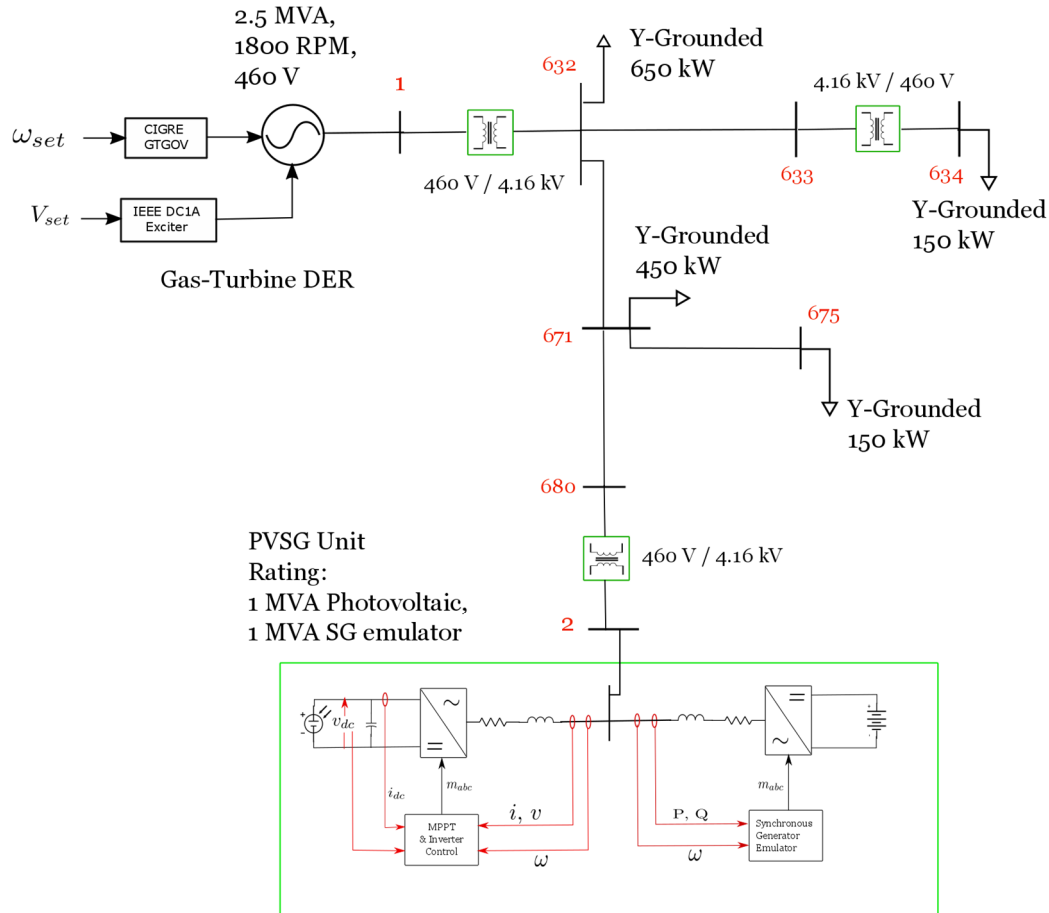 2.5 MVA,
1800 RPM,
460 V
1
632
Y-Grounded
650 kW
4.16 kV / 460 V
ω_set
CIGRE
GTGOV
460 V / 4.16 kV
633
634
V_set
IEEE DC1A
Exciter
Y-Grounded
150 kW
Gas-Turbine DER
Y-Grounded
450 kW
671
675
Y-Grounded
150 kW
680
PVSG Unit
Rating:
1 MVA Photovoltaic,
1 MVA SG emulator
460 V / 4.16 kV
2
+
-
v_dc
~
=
=
~
i_dc
m_abc
i, v
P, Q
m_abc
MPPT
& Inverter
Control
ω
ω
Synchronous
Generator
Emulator